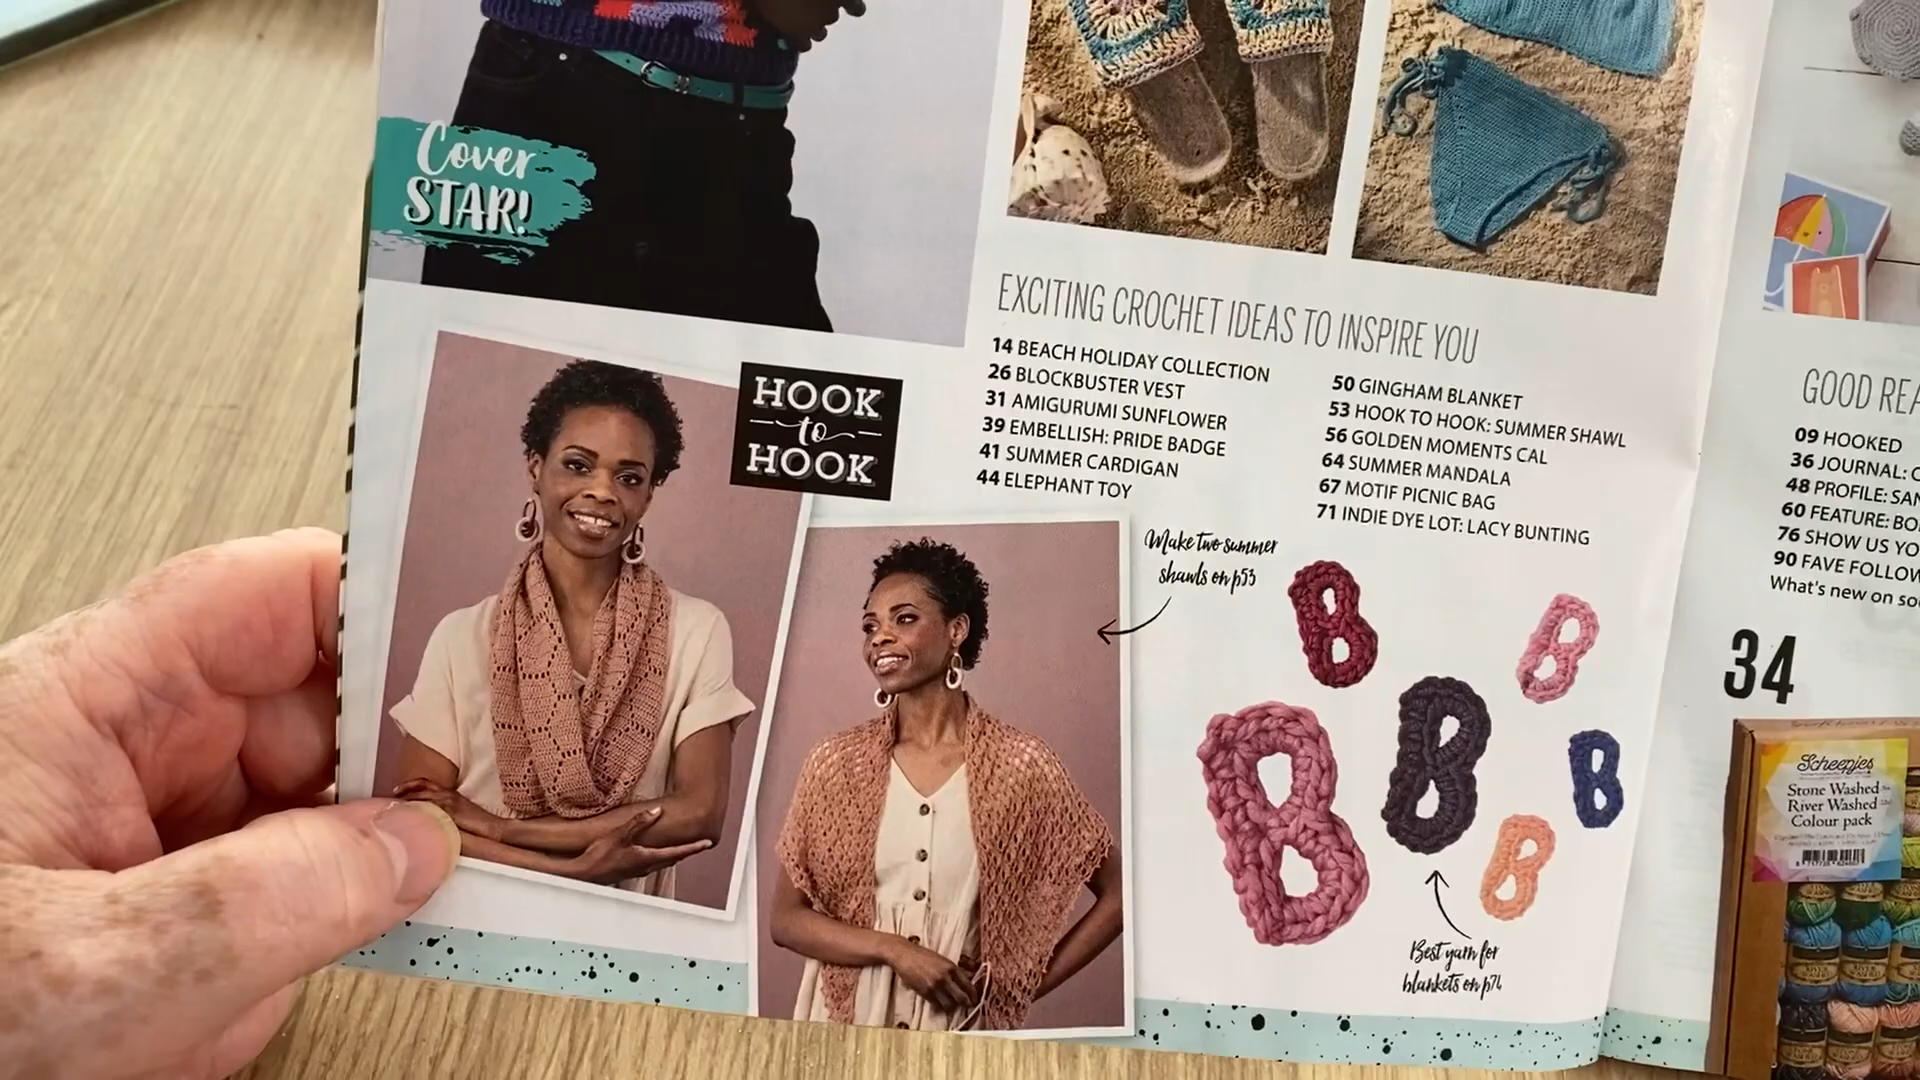 Cover
STAR!
HOOK
to
HOOK
EXCITING CROCHET IDEAS TO INSPIRE YOU
14 BEACH HOLIDAY COLLECTION
26 BLOCKBUSTER VEST
31 AMIGURUMI SUNFLOWER
39 EMBELLISH: PRIDE BADGE
41 SUMMER CARDIGAN
44 ELEPHANT TOY
50 GINGHAM BLANKET
53 HOOK TO HOOK: SUMMER SHAWL
56 GOLDEN MOMENTS CAL
64 SUMMER MANDALA
67 MOTIF PICNIC BAG
71 INDIE DYE LOT: LACY BUNTING
Make two summer
shawls on p53
B
B
B
B
B
B
Best yarn for
blankets on p74
GOOD
09 HOOKED
36 JOURNAL:
48 PROFILE:
60 FEATURE:
76 SHOW US
90 FAVE
What's new on
34
Scheepjes
Stone Washed
River Washed
Colour pack